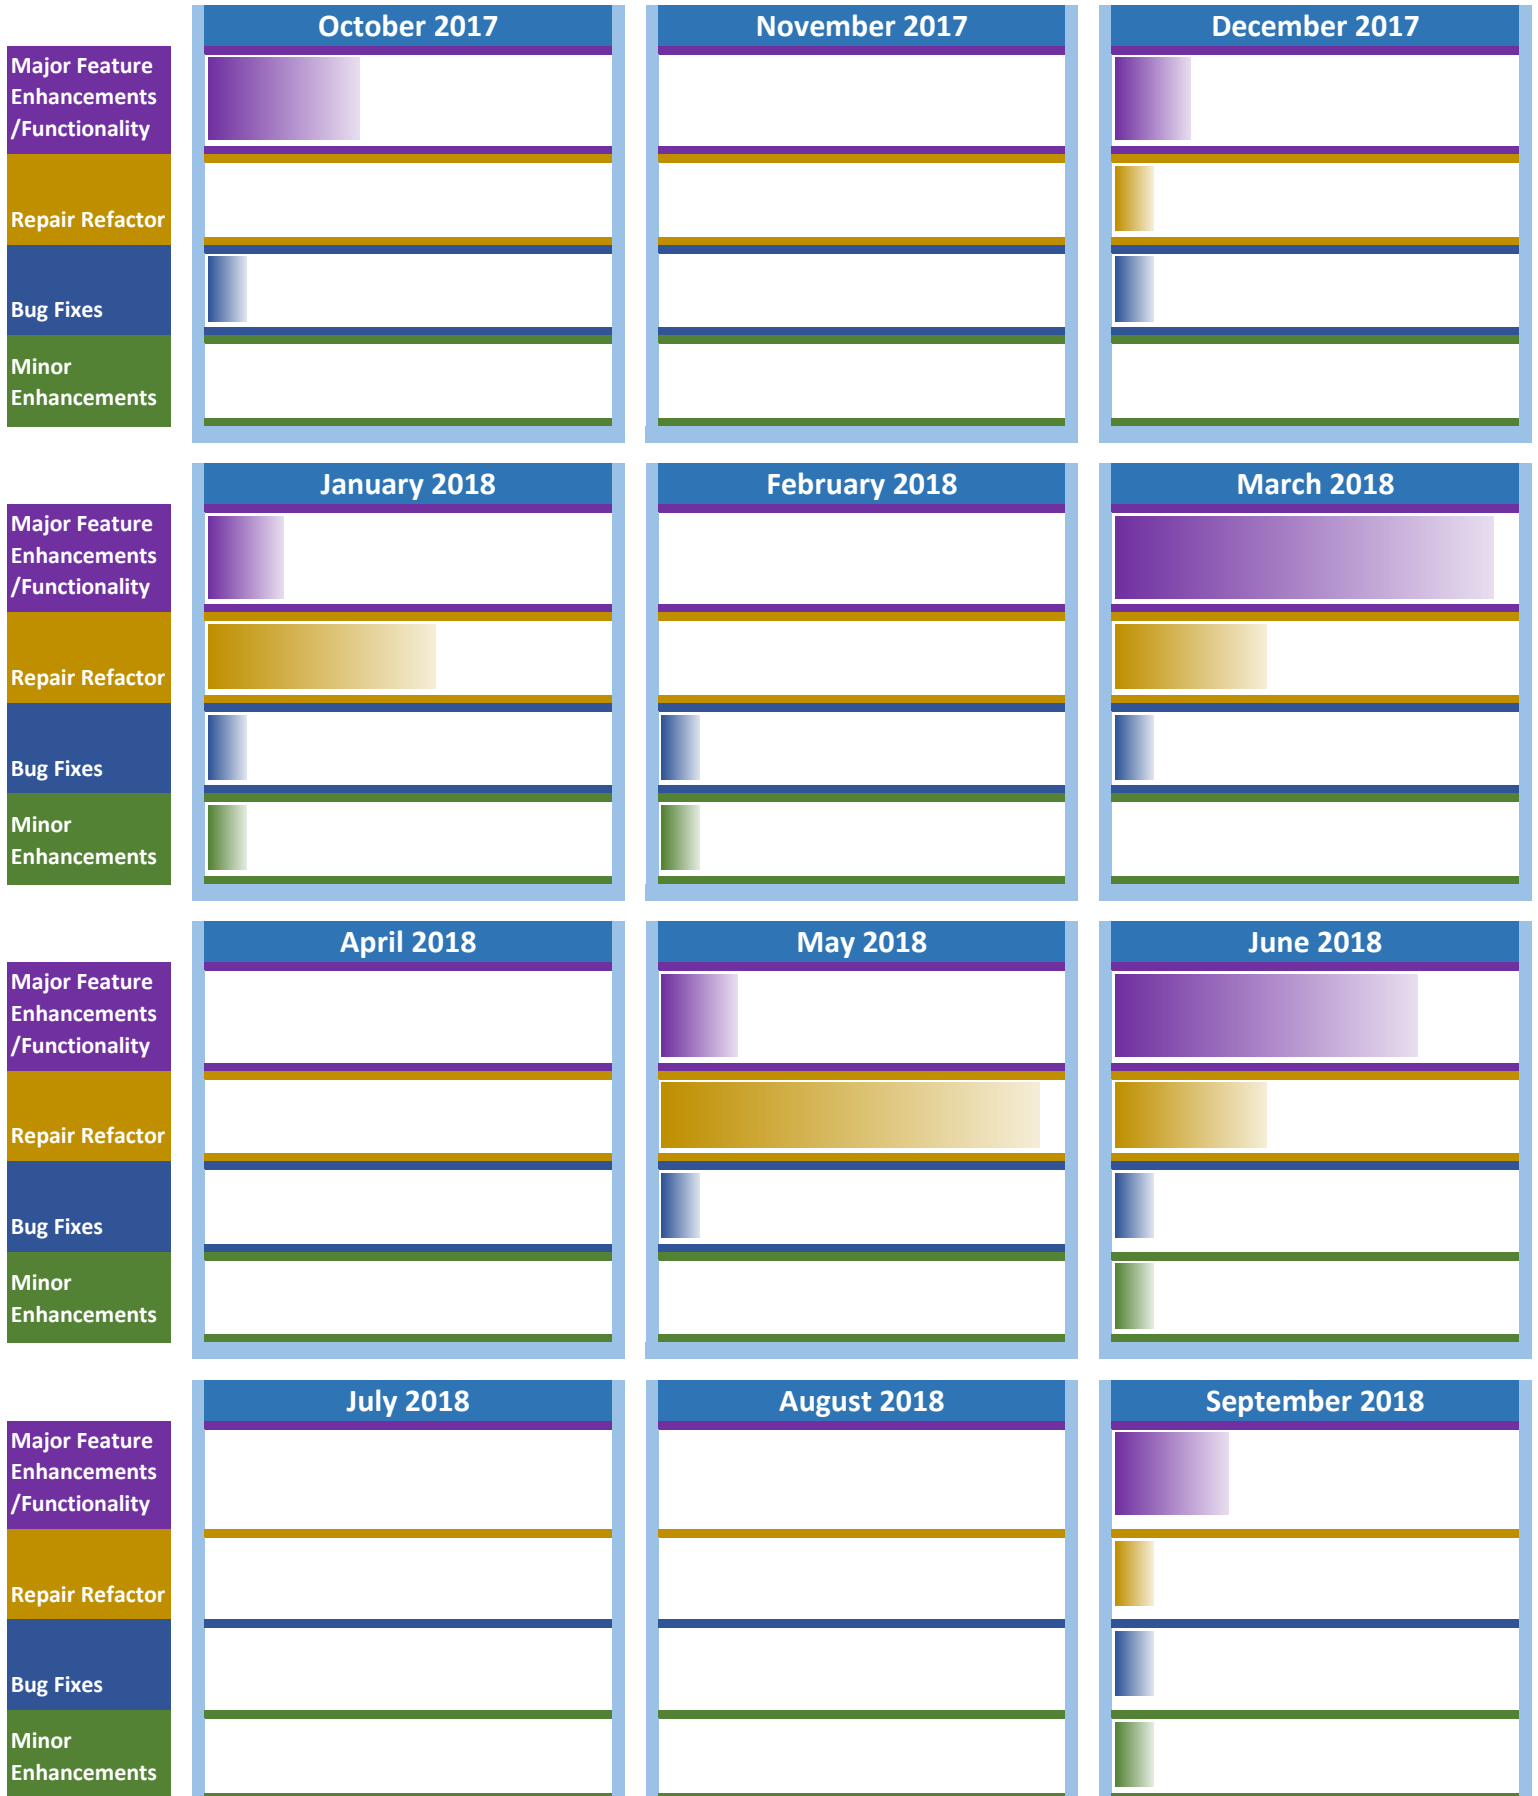 October 2017
November 2017
December 2017
Major Feature
Enhancements
/Functionality
Repair Refactor
Bug Fixes
Minor
Enhancements
January 2018
February 2018
March 2018
Major Feature
Enhancements
/Functionality
Repair Refactor
Bug Fixes
Minor
Enhancements
April 2018
May 2018
June 2018
Major Feature
Enhancements
/Functionality
Repair Refactor
Bug Fixes
Minor
Enhancements
July 2018
August 2018
September 2018
Major Feature
Enhancements
/Functionality
Repair Refactor
Bug Fixes
Minor
Enhancements